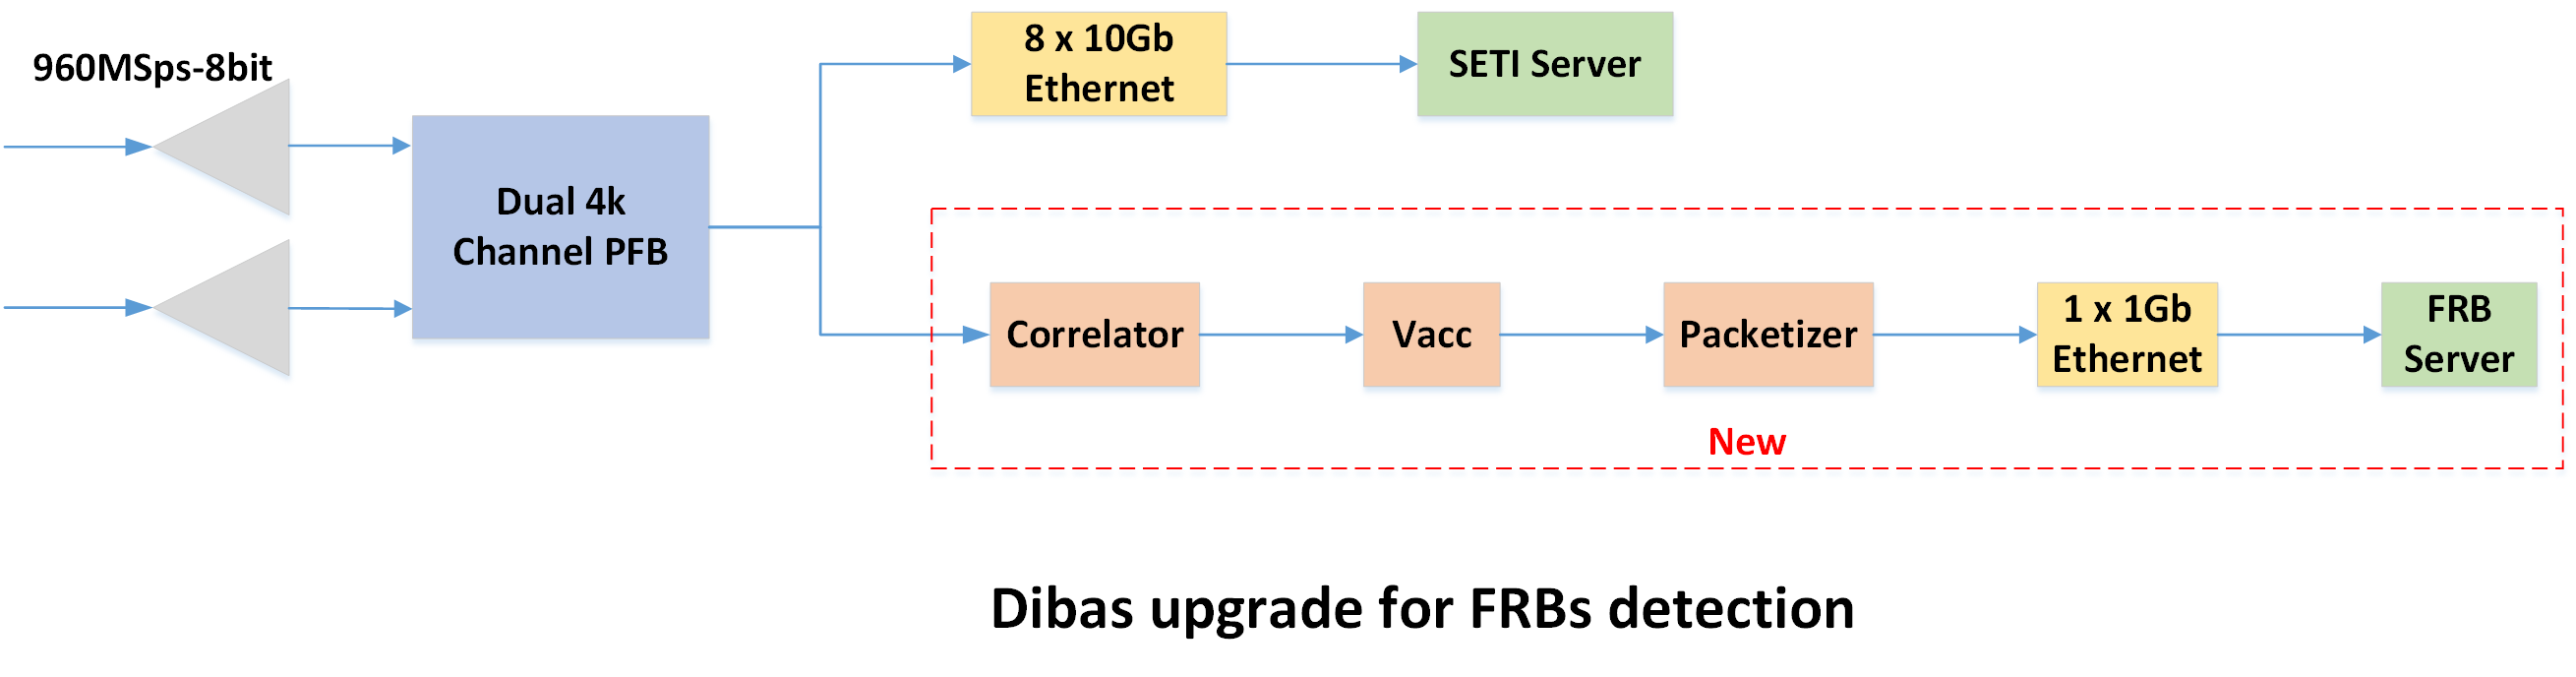 960MSps-8bit
Dual 4k
Channel PFB
8 x 10Gb
Ethernet
SETI Server
Correlator
Vacc
Packetizer
1 x 1Gb
Ethernet
FRB
Server
New
Dibas upgrade for FRBs detection